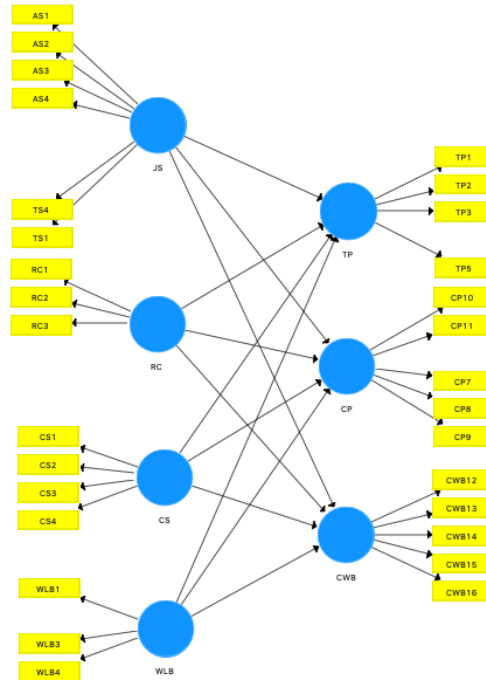 AS1
AS2
AS3
AS4
JS
TS4
TS1
RC1
RC2
RC3
RC
CS1
CS2
CS3
CS4
CS
WLB1
WLB3
WLB4
WLB
TP1
TP2
TP3
TP5
TP
CP10
CP11
CP7
CP8
CP9
CP
CWB12
CWB13
CWB14
CWB15
CWB16
CWB